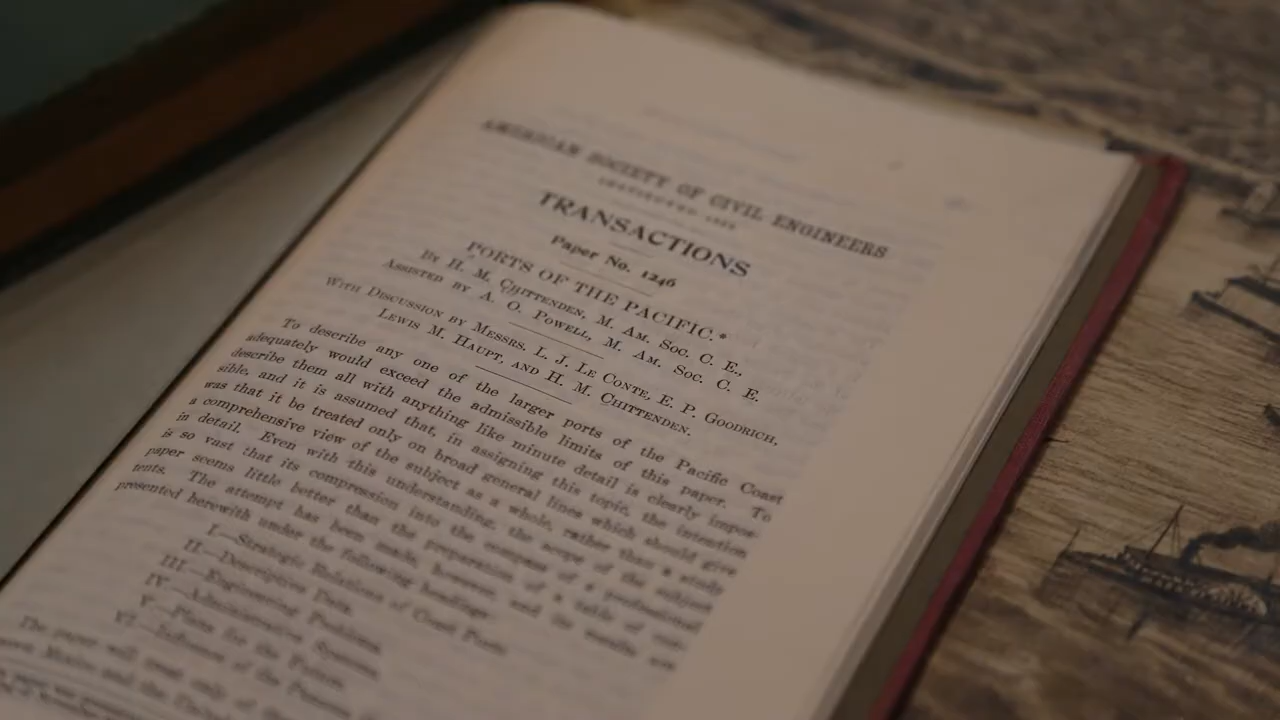 AMERICAN SOCIETY OF CIVIL ENGINEERS
INSTITUTED 1852
TRANSACTIONS
Paper No. 1246
PORTS OF THE PACIFIC.*
By H. M. Chittenden, M. Am. Soc. C. E.,
Assisted by A. O. Powell, M. Am. Soc. C. E.
With Discussion by Messrs. L. J. Le Conte, E. P. Goodrich,
Lewis M. Haupt, and H. M. Chittenden.
To describe any one of the larger ports of the Pacific Coast
adequately would exceed the admissible limits of this paper. To
describe them all with anything like minute detail is clearly impos-
sible, and it is assumed that, in assigning this topic, the intention
was that it be treated only on broad general lines which should give
a comprehensive view of the subject as a whole, rather than a study
in detail. Even with this understanding, the scope of the subject
is so vast that its compression into the compass of a
paper seems little better than the preparation of a table of con-
tents. The attempt has been made, however, and its results are
presented herewith under the following headings:
I.—Strategic Relations of Coast Ports.
II.—Descriptive Data.
III.—Engineering Problems.
IV.—Administrative Systems.
V.—Plans for the Future.
VI.—Influence of the Panama
The paper will treat only of
and the United